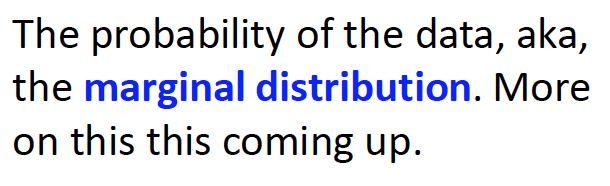 The probability of the data, aka,
the marginal distribution. More
on this this coming up.